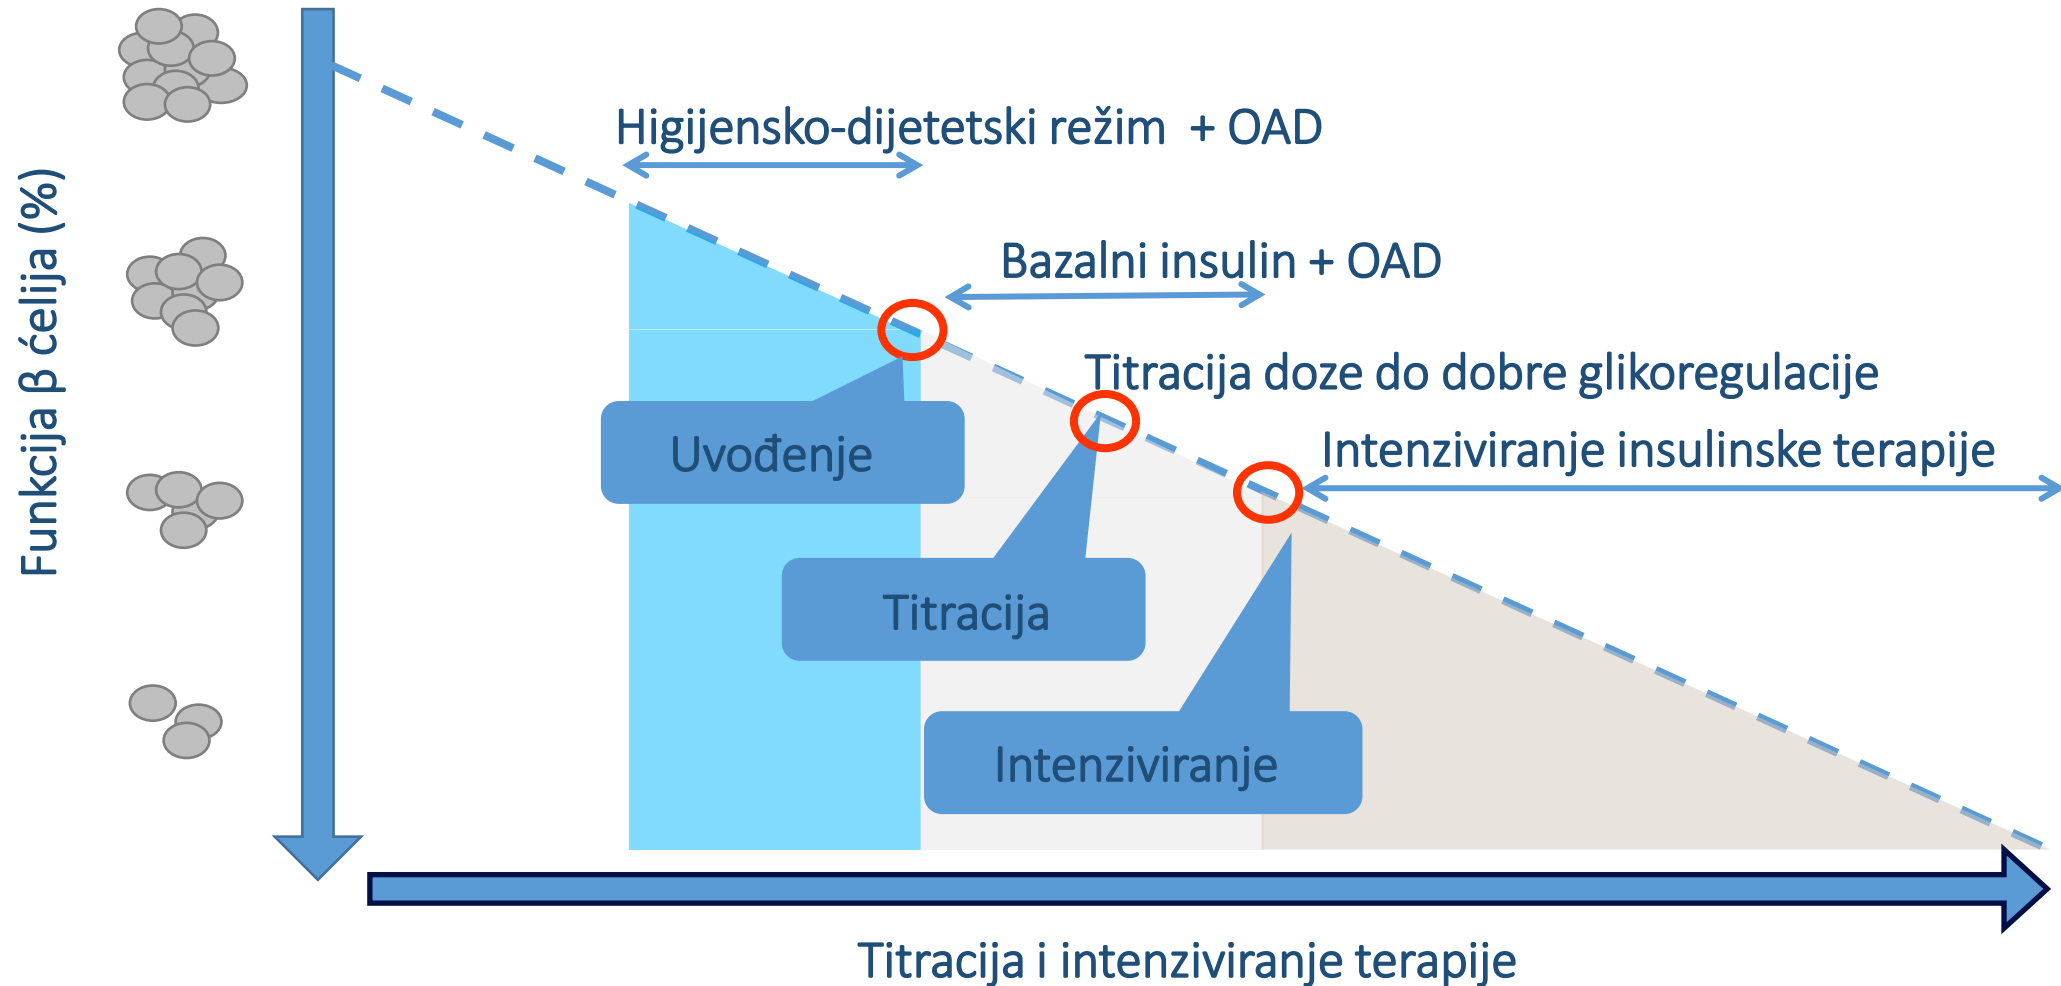 Funkcija β ćelija (%)
Higijensko-dijetetski režim + OAD
Bazalni insulin + OAD
Titracija doze do dobre glikoregulacije
Intenziviranje insulinske terapije
Uvođenje
Titracija
Intenziviranje
Titracija i intenziviranje terapije